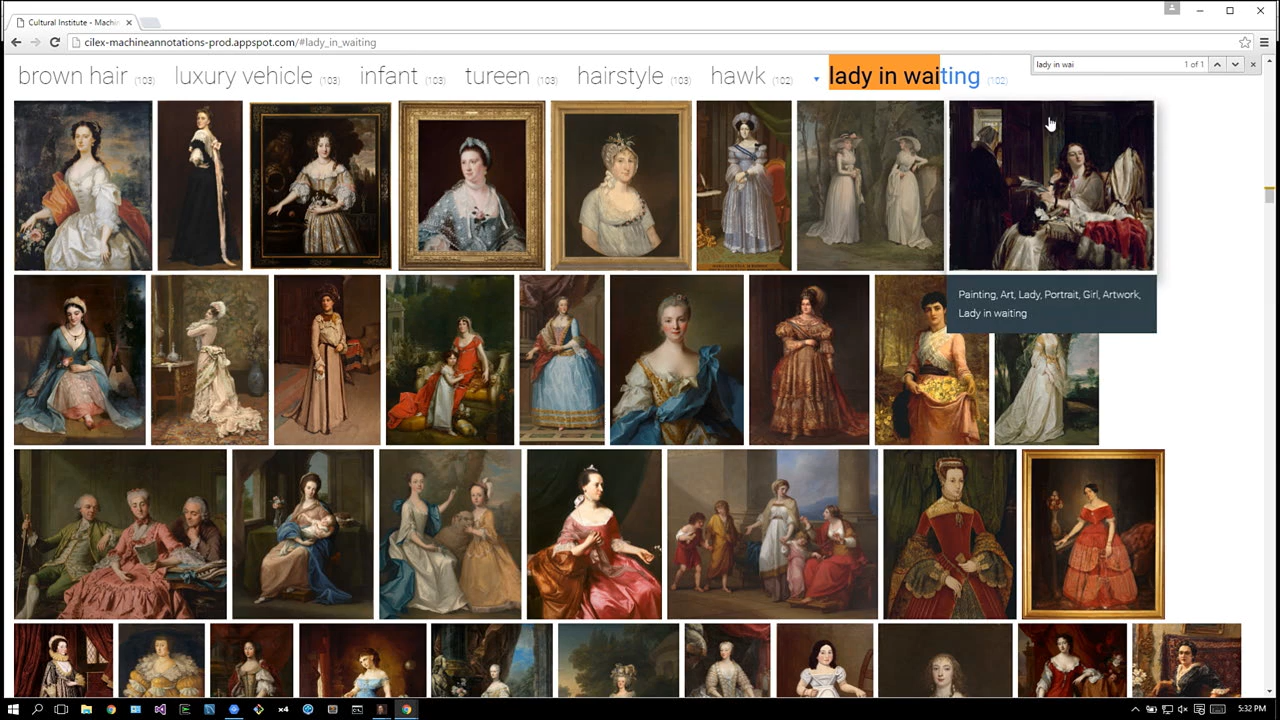 Cultural Institute - Machin
cilex-machineannotations-prod.appspot.com/#lady_in_waiting
lady in wai
1 of 1
brown hair (103) luxury vehicle (103) infant (103) tureen (103) hairstyle (103) hawk (102) lady in waiting (102)
Painting, Art, Lady, Portrait, Girl, Artwork,
Lady in waiting
x4
5:32 PM